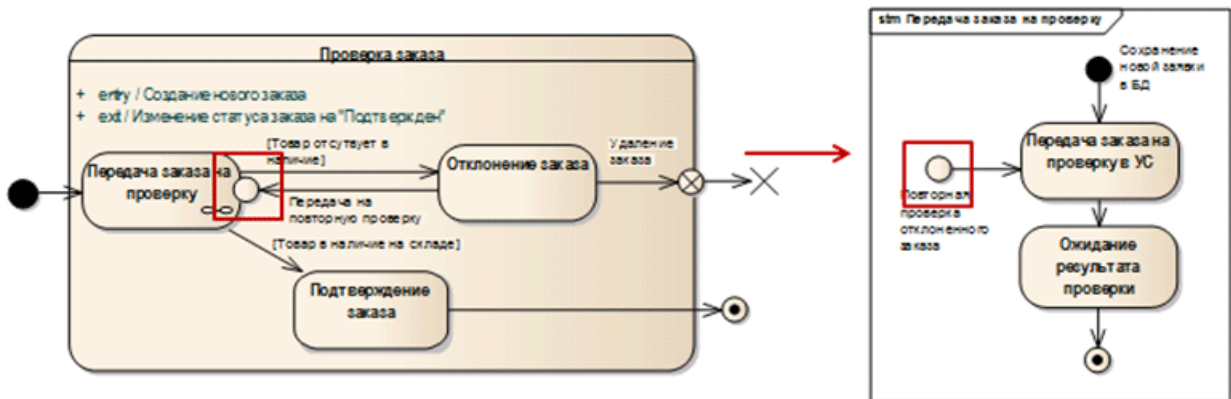 Проверка заказа
+ entry / Создание нового заказа
+ exit / Изменение статуса заказа на "Подтвержден"
[Товар отсутвует в
наличие]
Передача заказа на
проверку
Отклонение заказа
Удаление
заказа
Передача на
повторную проверку
[Товар в наличие на складе]
Подтверждение
заказа
stm Передача заказа на проверку
Сохранение
новой заявки
в БД
Передача заказа на
проверку в УС
Повторная
проверка
отклоненного
заказа
Ожидание
результата
проверки